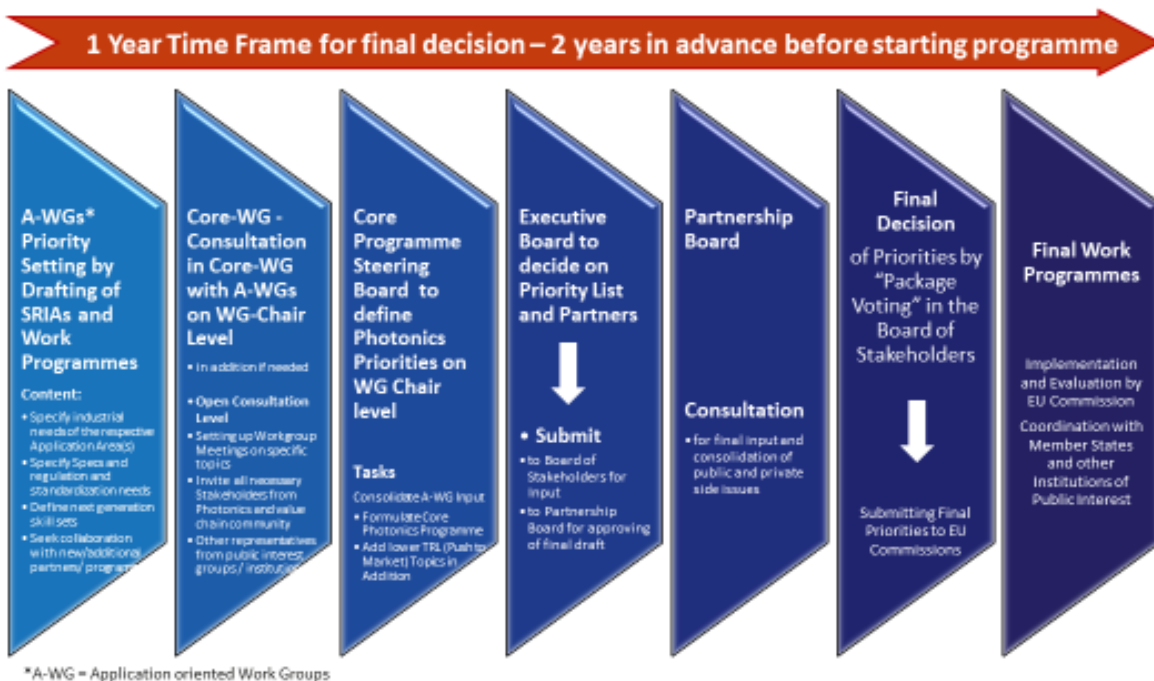 1 Year Time Frame for final decision – 2 years in advance before starting programme
A-WGs*
Priority
Setting by
Drafting of
SRIAs and
Work
Programmes
Content:
• Specify industrial
needs of the respective
Application Area(s)
• Specify Specs and
regulation and
standardization needs
• Define next generation
skill sets
• Seek collaboration
with new/additional
partners/
Core-WG -
Consultation
in Core-WG
with A-WGs
on WG-Chair
Level
• in addition if needed
• Open Consultation
Level
• Setting up Workgroup
Meetings on specific
topics
• Invite all necessary
Stakeholders from
Photonics and value
chain community
• Other representatives
from public interest
groups /
Core
Programme
Steering
Board to
define
Photonics
Priorities on
WG Chair
level
Tasks
Consolidate A-WG Input
• Formulate Core
Photonics Programme
• Add lower TRL (Push to
Market) Topics in
Addition
Executive
Board to
decide on
Priority List
and Partners
• Submit
• to Board of
Stakeholders for
Input
• to Partnership
Board for approving
of final draft
Partnership
Board
Consultation
• for final input and
consolidation of
public and private
side issues
Final
Decision
of Priorities by
"Package
Voting" in the
Board of
Stakeholders
Submitting Final
Priorities to EU
Commissions
Final Work
Programmes
Implementation
and Evaluation by
EU Commission
Coordination with
Member States
and other
Institutions of
Public Interest
*A-WG = Application oriented Work Groups